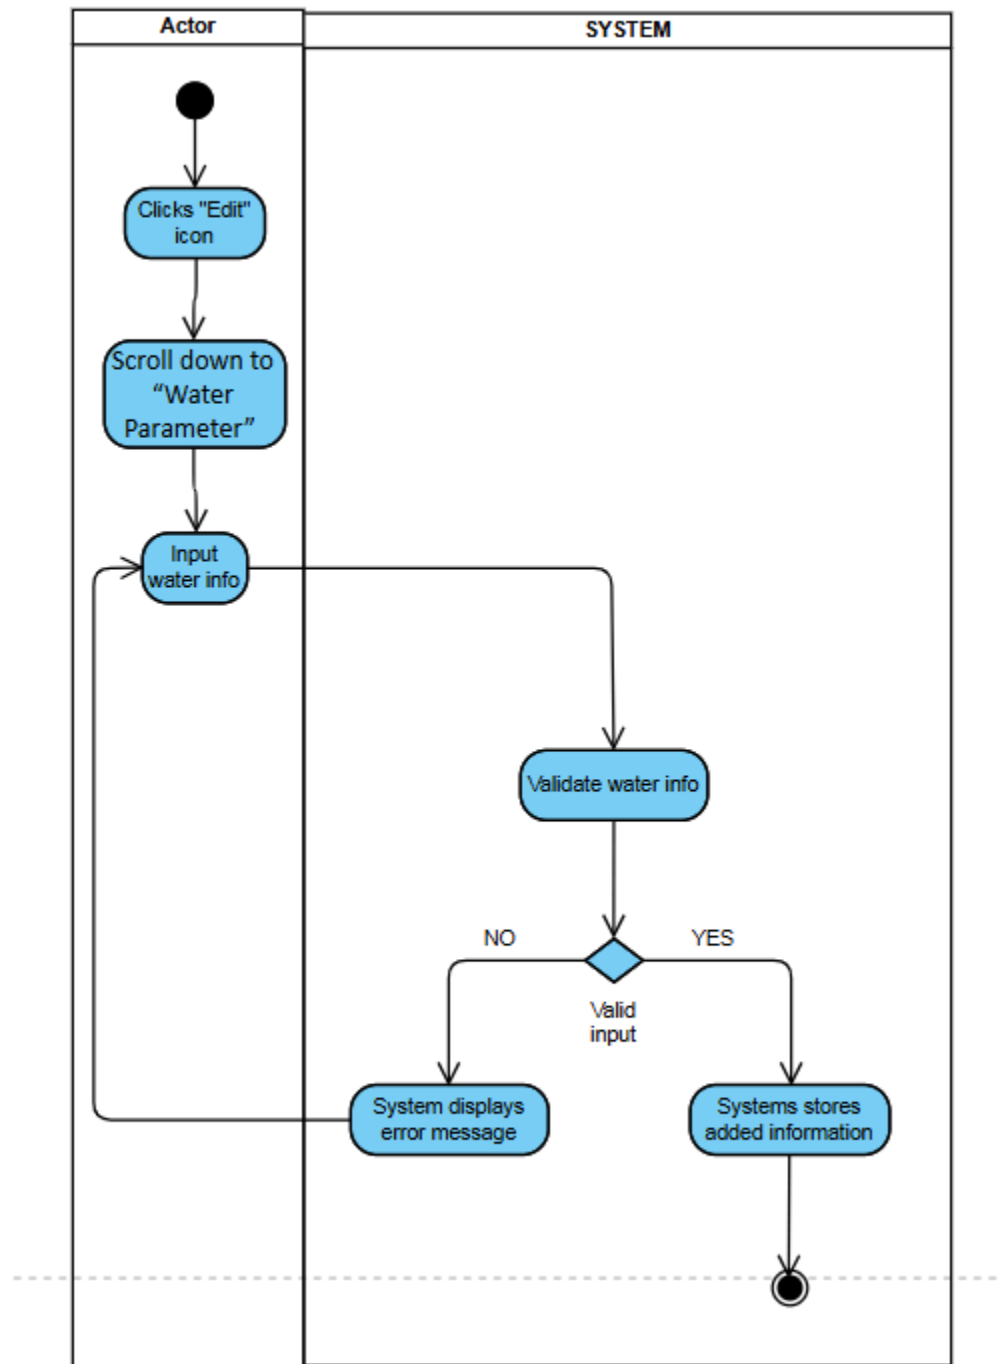 Actor
SYSTEM
Clicks "Edit"
icon
Scroll down to
“Water
Parameter”
Input
water info
Validate water info
NO
YES
Valid
input
System displays
error message
Systems stores
added information